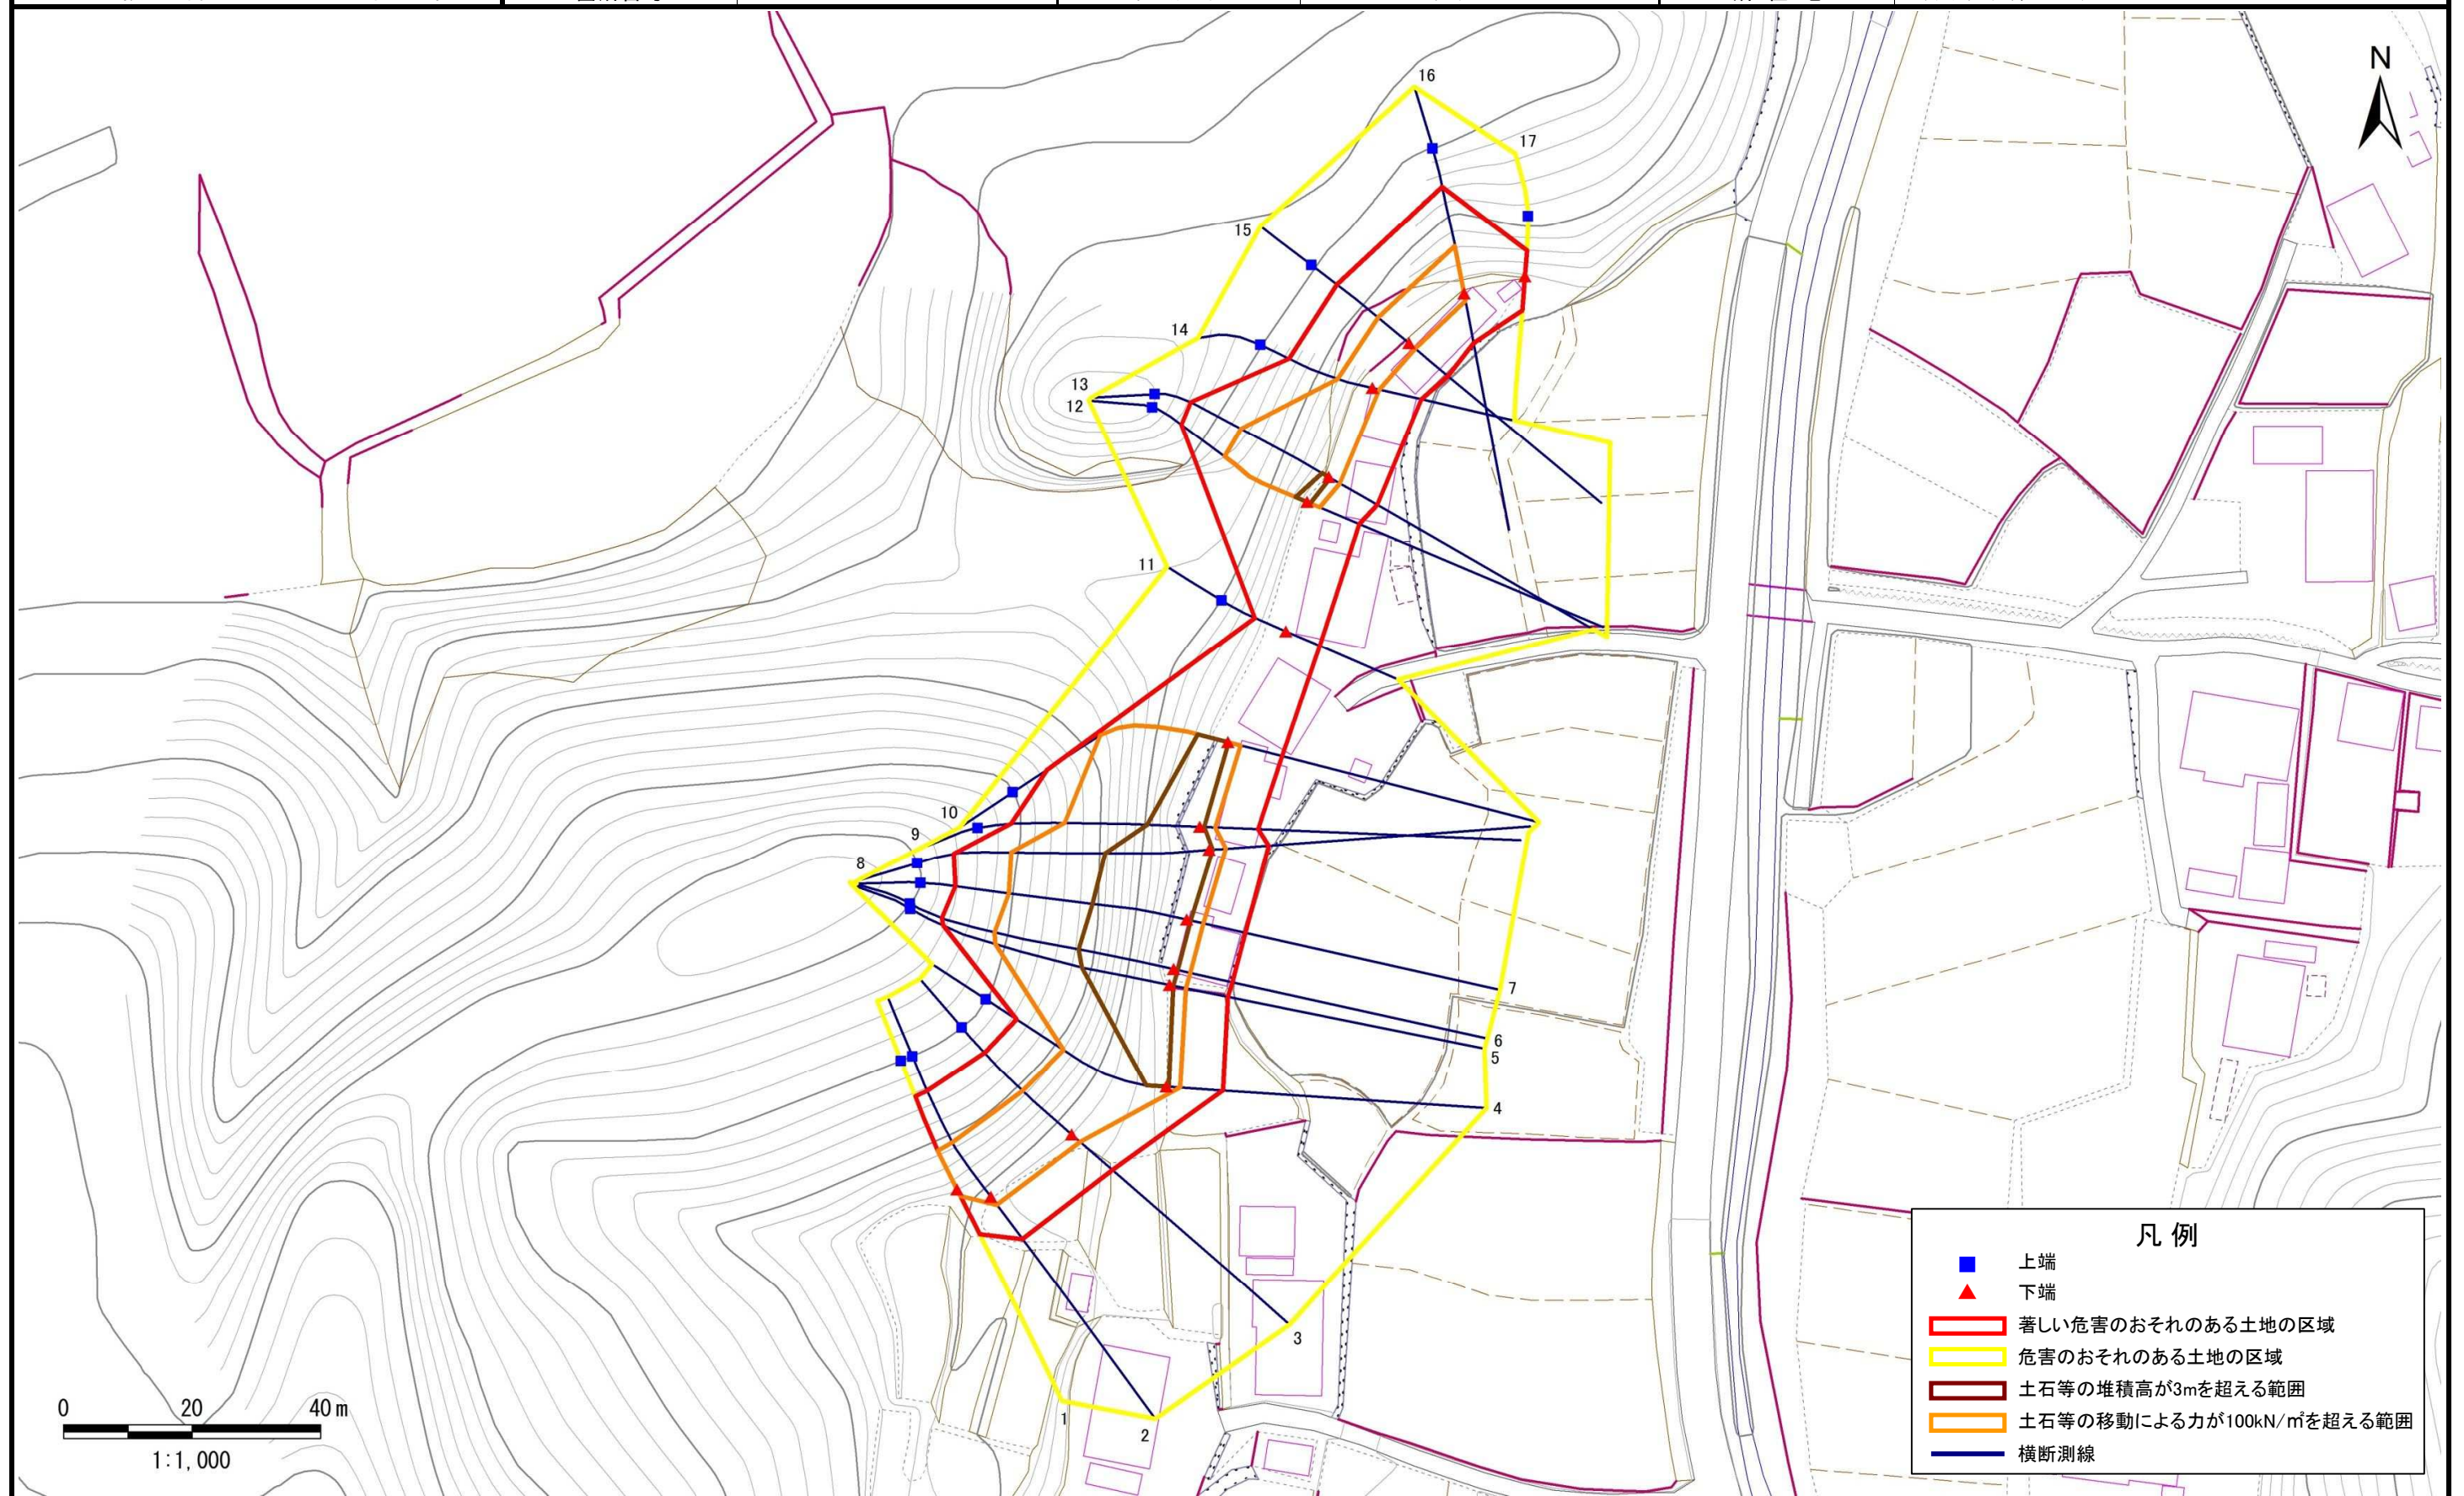 N
16
17
15
14
13
12
11
10
9
8
7
6
5
4
3
1
2
0 20 40 m
1:1,000
凡 例
上端
下端
著しい危害のおそれのある土地の区域
危害のおそれのある土地の区域
土石等の堆積高が3mを超える範囲
土石等の移動による力が100kN/㎡を超える範囲
横断測線